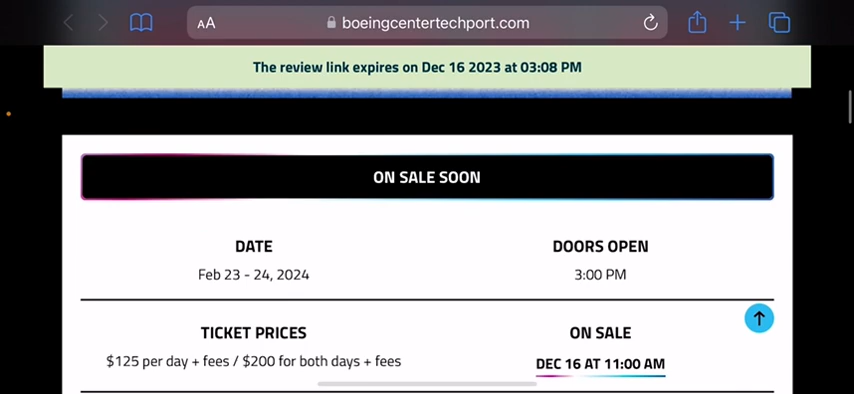 AA boeingcentertechport.com
The review link expires on Dec 16 2023 at 03:08 PM
ON SALE SOON
DATE
Feb 23 - 24, 2024
DOORS OPEN
3:00 PM
TICKET PRICES
$125 per day + fees / $200 for both days + fees
ON SALE
DEC 16 AT 11:00 AM